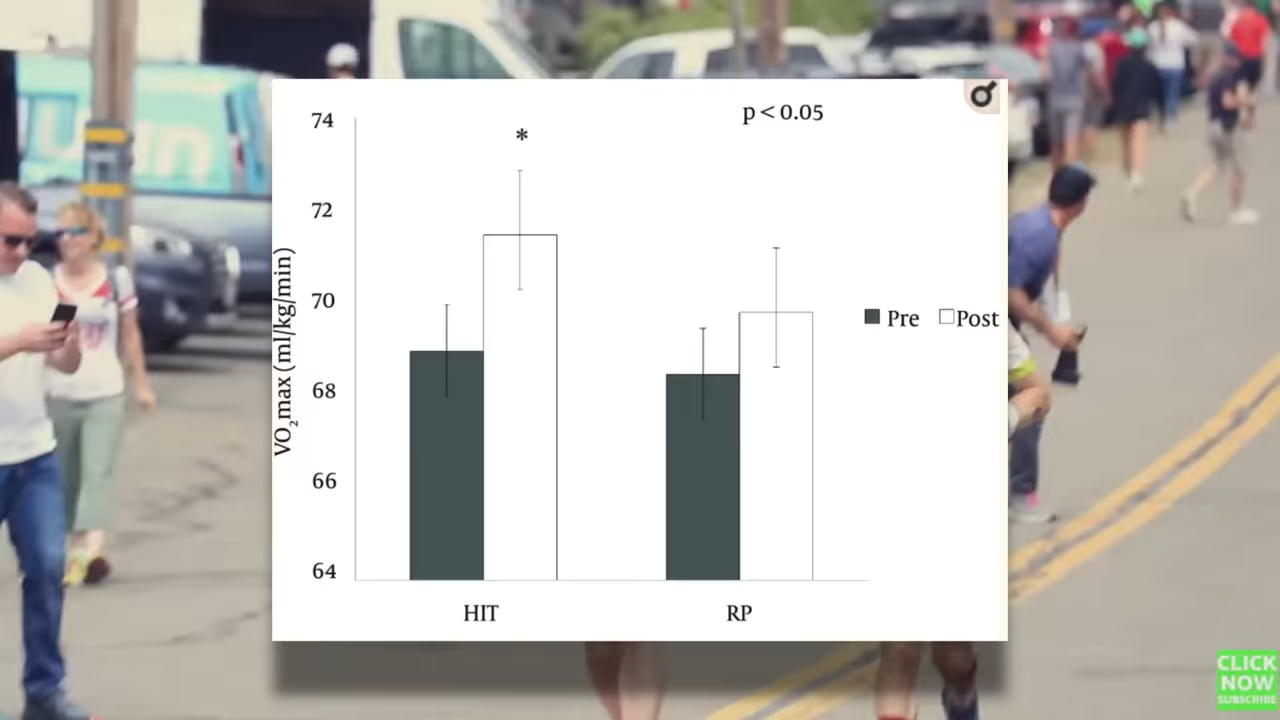 74
72
70
68
66
64
VO₂max (ml/kg/min)
p < 0.05
*
Pre
Post
HIT
RP
CLICK
NOW
SUBSCRIBE